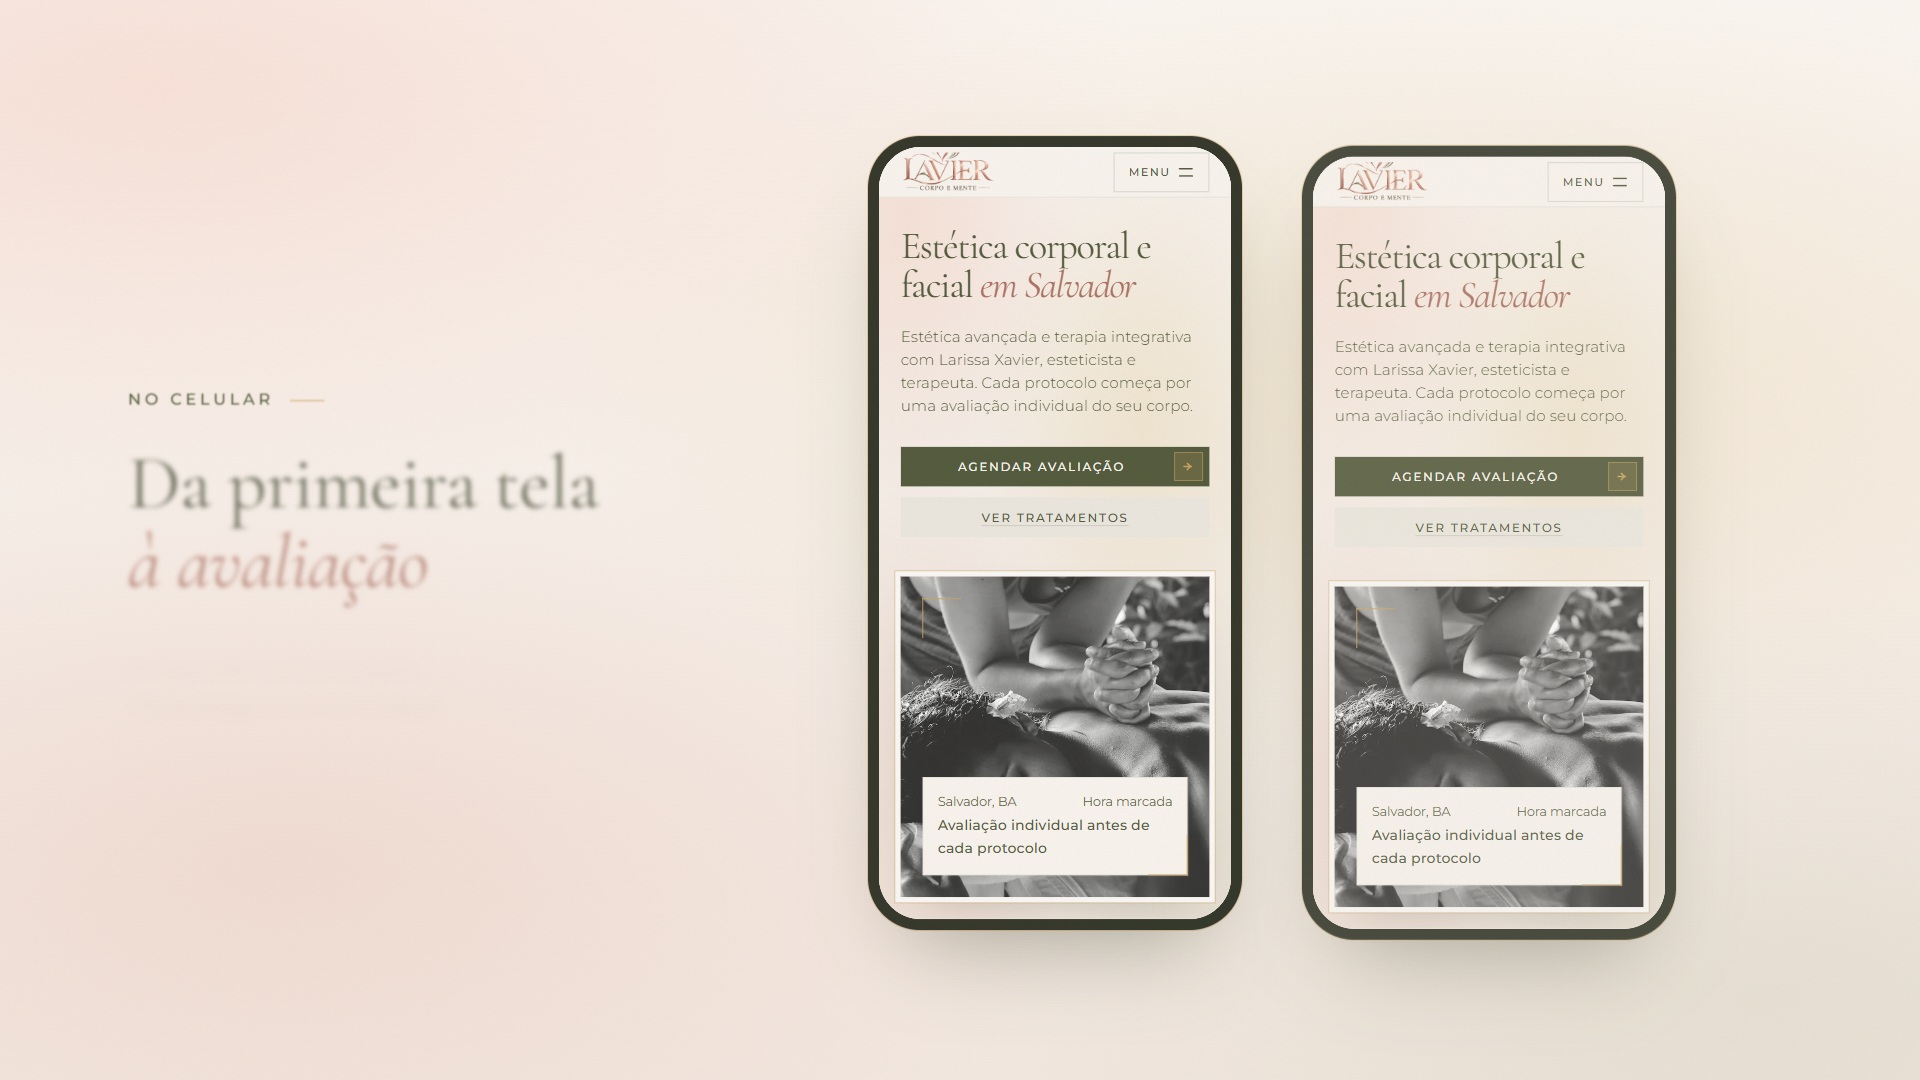 NO CELULAR
Da primeira tela
à avaliação
LAVIER
CORPO E MENTE
MENU
Estética corporal e
facial em Salvador
Estética avançada e terapia integrativa
com Larissa Xavier, esteticista e
terapeuta. Cada protocolo começa por
uma avaliação individual do seu corpo.
AGENDAR AVALIAÇÃO
VER TRATAMENTOS
Salvador, BA Hora marcada
Avaliação individual antes de
cada protocolo
LAVIER
CORPO E MENTE
MENU
Estética corporal e
facial em Salvador
Estética avançada e terapia integrativa
com Larissa Xavier, esteticista e
terapeuta. Cada protocolo começa por
uma avaliação individual do seu corpo.
AGENDAR AVALIAÇÃO
VER TRATAMENTOS
Salvador, BA Hora marcada
Avaliação individual antes de
cada protocolo